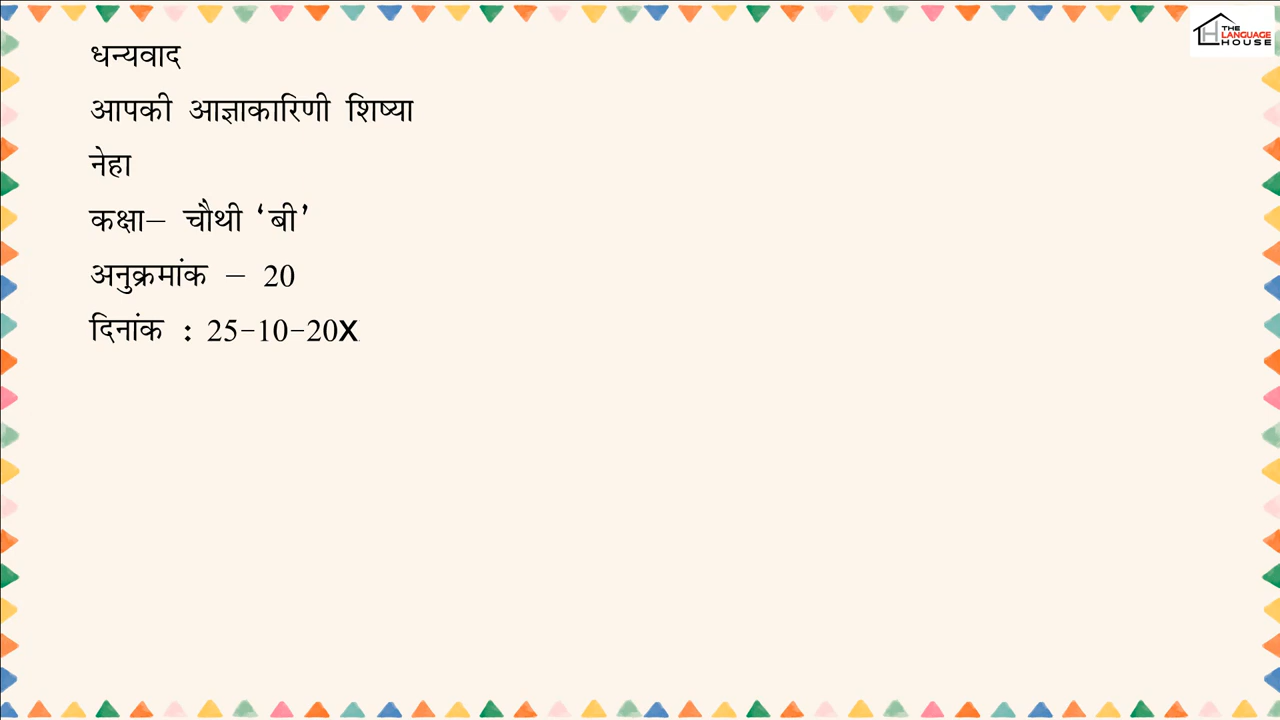 धन्यवाद
आपकी आज्ञाकारिणी शिष्या
नेहा
कक्षा– चौथी ‘बी’
अनुक्रमांक – 20
दिनांक : 25-10-20X
THE
LANGUAGE
HOUSE